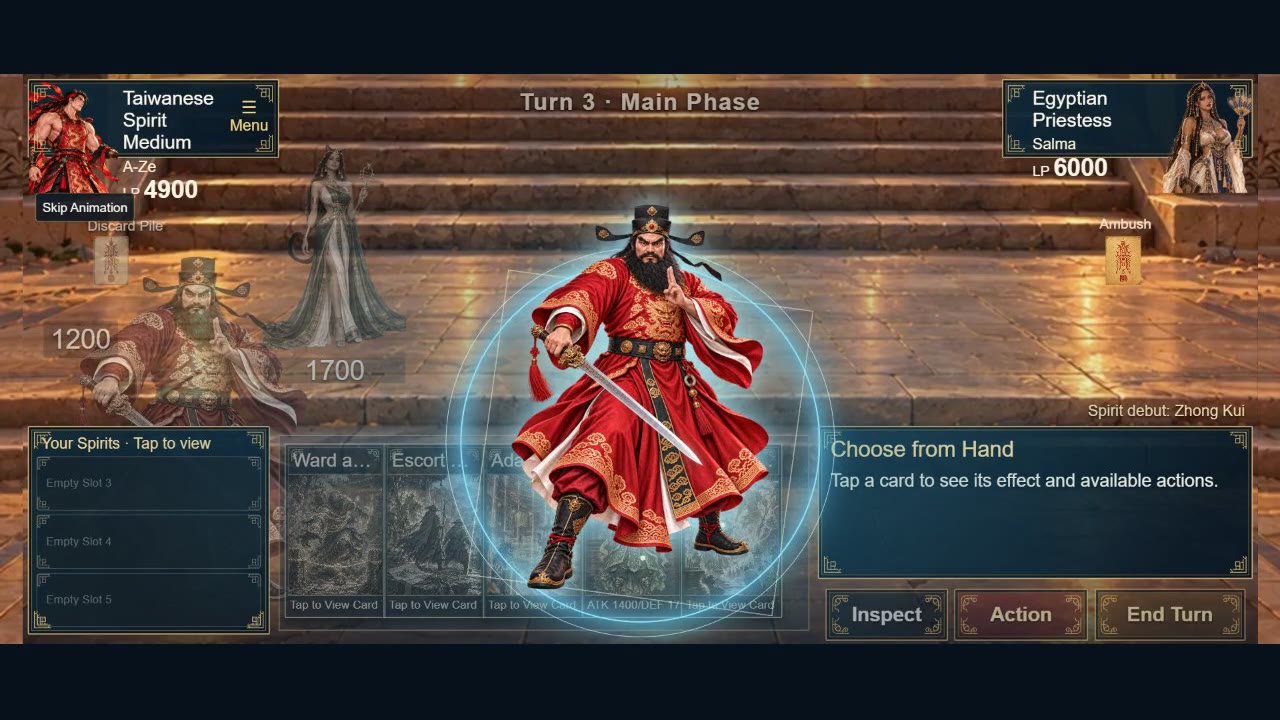 Taiwanese
Spirit
Medium
☰
Menu
A-Ze
LP 4900
Skip Animation
Discard Pile
Turn 3 · Main Phase
Egyptian
Priestess
Salma
LP 6000
Ambush
1200
1700
Spirit debut: Zhong Kui
Your Spirits · Tap to view
Empty Slot 3
Empty Slot 4
Empty Slot 5
Ward a...
Escort ...
Tap to View Card
Tap to View Card
Tap to View Card
ATK 1400/DEF 17
Tap to View Card
Choose from Hand
Tap a card to see its effect and available actions.
Inspect
Action
End Turn